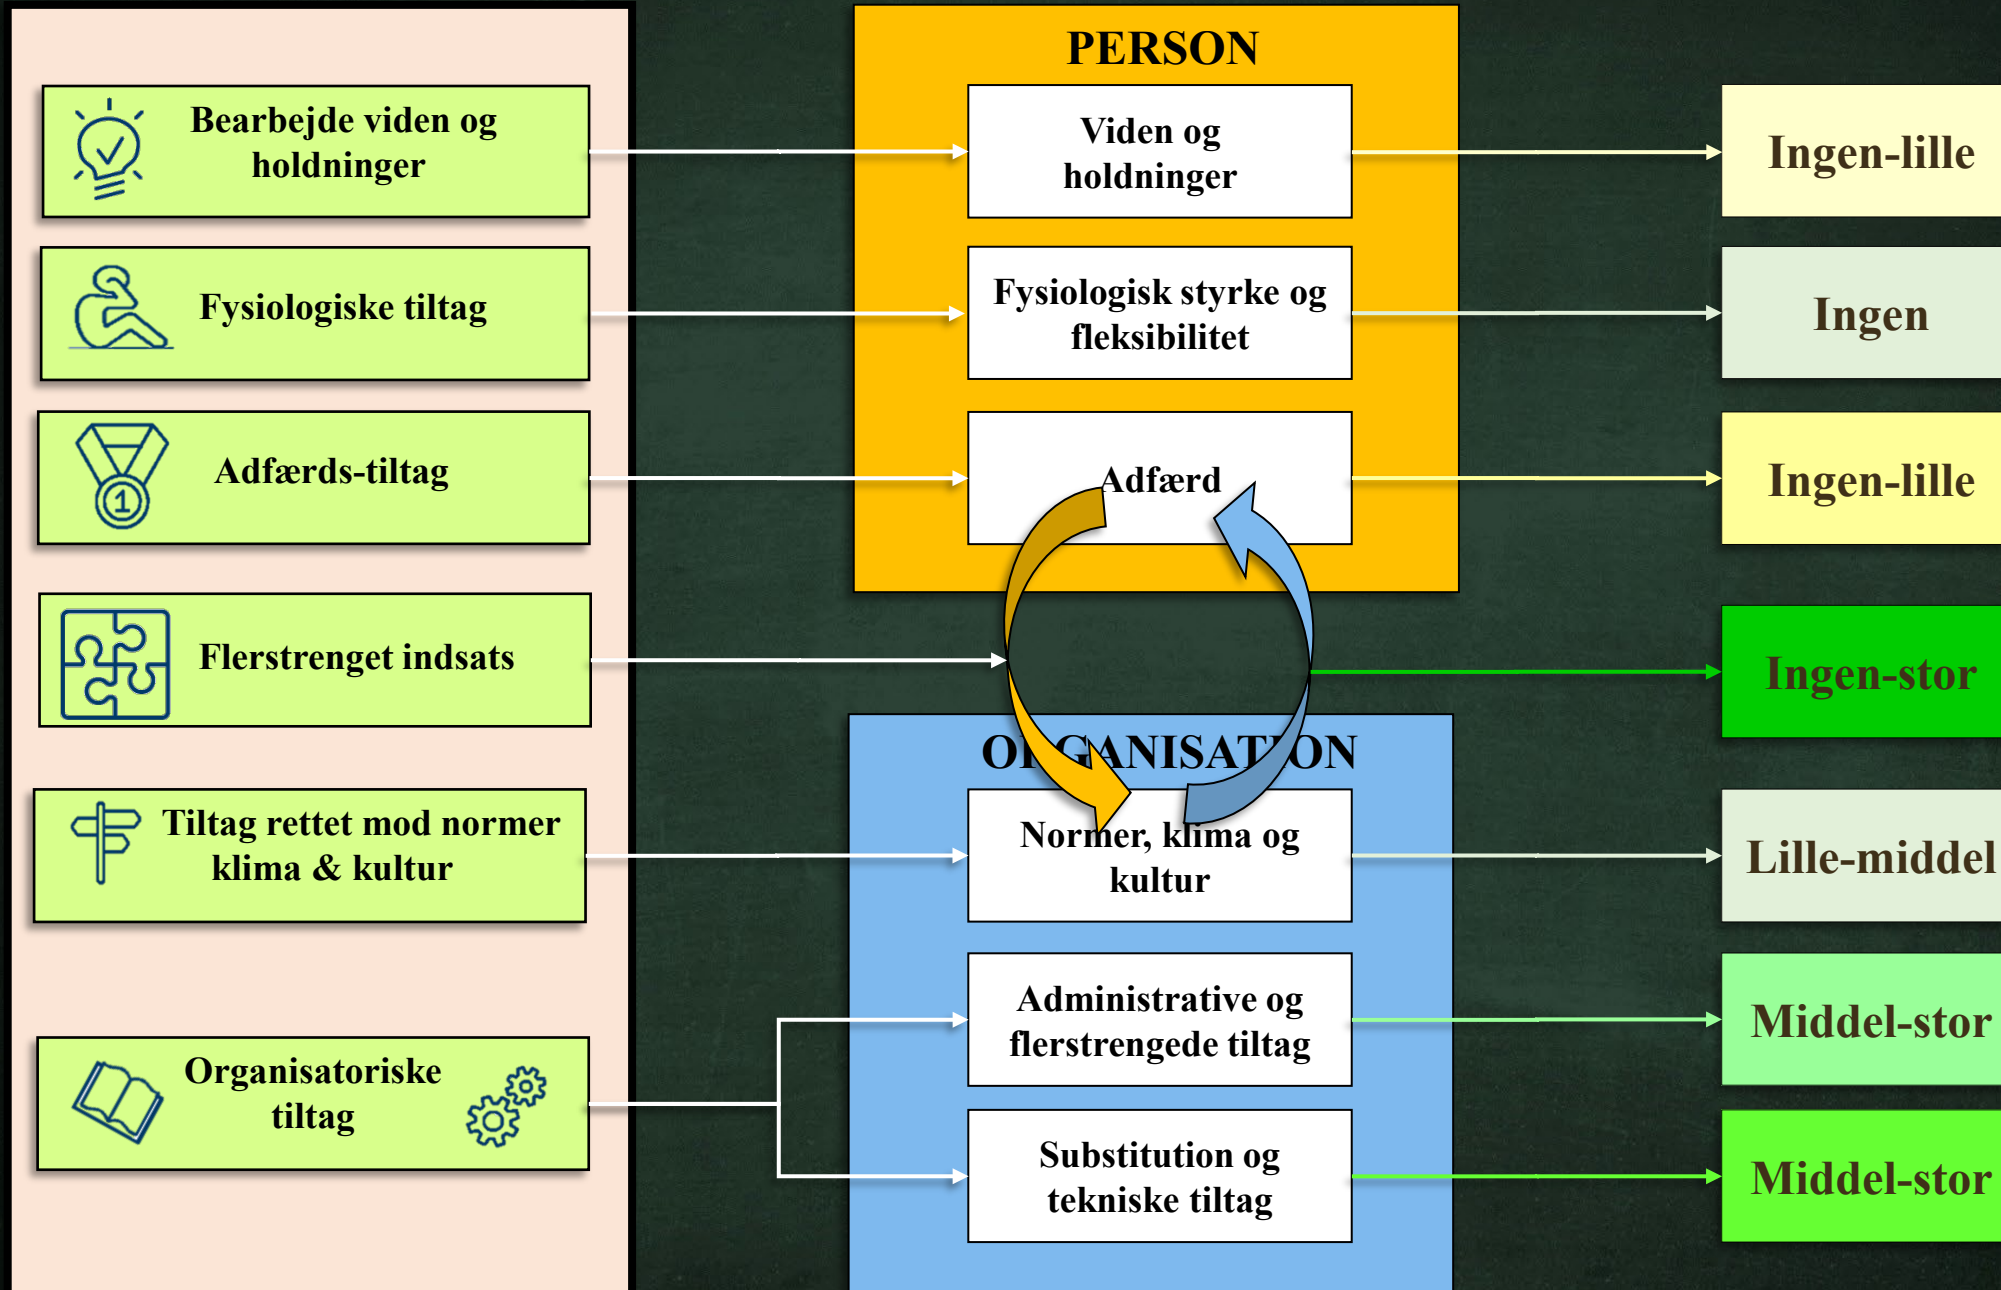 PERSON
Bearbejde viden og
holdninger
Viden og
holdninger
Ingen-lille
Fysiologiske tiltag
Fysiologisk styrke og
fleksibilitet
Ingen
Adfærds-tiltag
Adfærd
Ingen-lille
Flerstrenget indsats
Ingen-stor
ORGANISATION
Tiltag rettet mod normer
klima & kultur
Normer, klima og
kultur
Lille-middel
Administrative og
flerstrengede tiltag
Middel-stor
Organisatoriske
tiltag
Substitution og
tekniske tiltag
Middel-stor
1